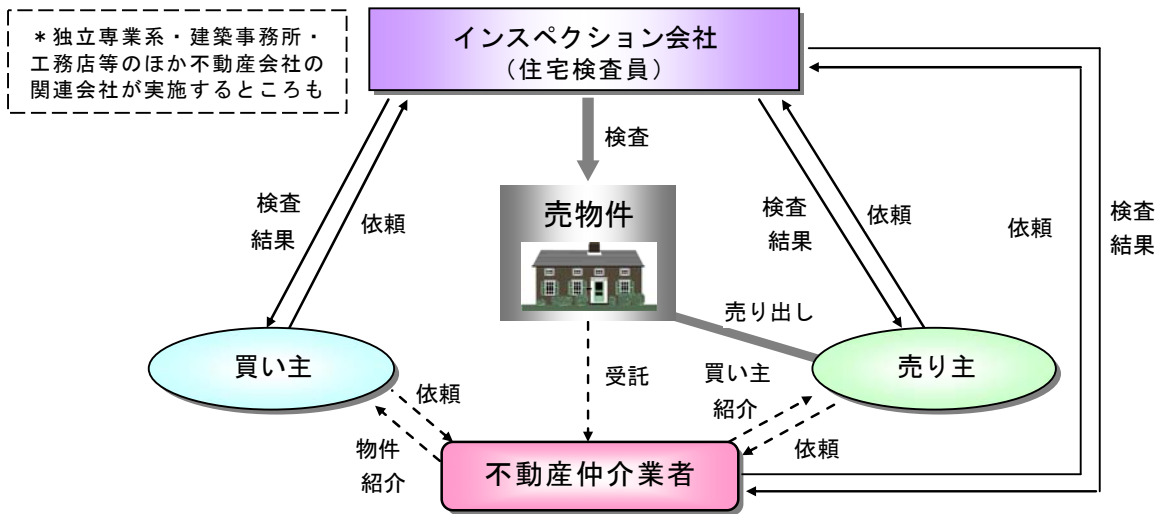 *独立専業系・建築事務所・
工務店等のほか不動産会社の
関連会社が実施するところも
インスペクション会社
（住宅検査員）
検査
検査
結果
依頼
売物件
検査
結果
依頼
依頼
検査
結果
売り出し
買い主
売り主
受託
依頼
物件
紹介
買い主
紹介
依頼
不動産仲介業者